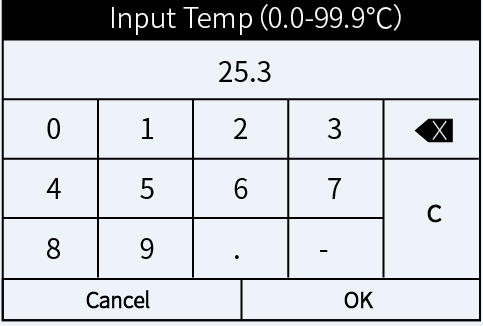 Input Temp (0.0-99.9°C)
25.3
0 1 2 3 X
4 5 6 7 C
8 9 . -
Cancel OK